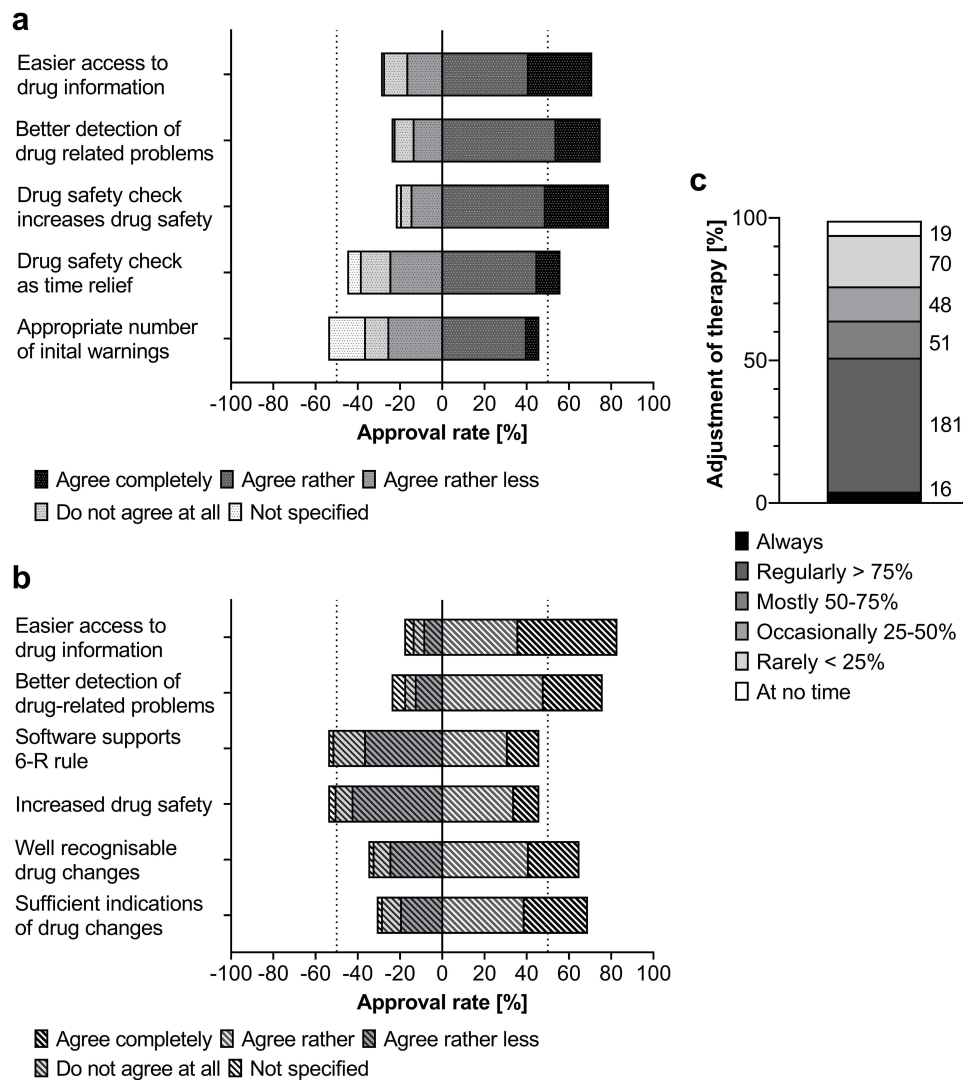 a
Easier access to
drug information
Better detection of
drug related problems
Drug safety check
increases drug safety
Drug safety check
as time relief
Appropriate number
of inital warnings
-100 -80 -60 -40 -20 0 20 40 60 80 100
Approval rate [%]
Agree completely Agree rather Agree rather less
Do not agree at all Not specified
b
Easier access to
drug information
Better detection of
drug-related problems
Software supports
6-R rule
Increased drug safety
Well recognisable
drug changes
Sufficient indications
of drug changes
-100 -80 -60 -40 -20 0 20 40 60 80 100
Approval rate [%]
Agree completely Agree rather Agree rather less
Do not agree at all Not specified
c
Adjustment of therapy [%]
100
50
0
19
70
48
51
181
16
Always
Regularly > 75%
Mostly 50-75%
Occasionally 25-50%
Rarely < 25%
At no time